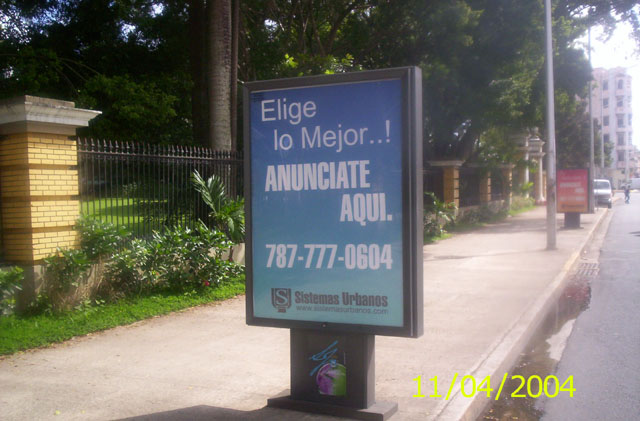 Elige
lo Mejor..!
ANUNCIATE
AQUI.
787-777-0604
S
Sistemas Urbanos
www.sistemasurbanos.com
11/04/2004